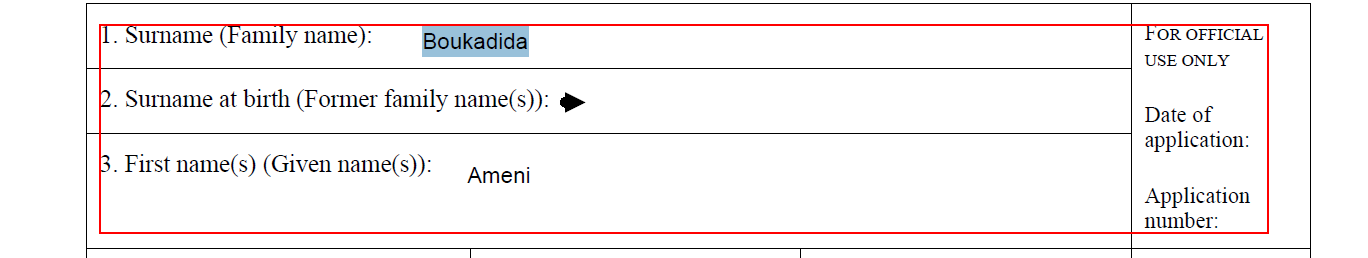 1. Surname (Family name): Boukadida
2. Surname at birth (Former family name(s)):
3. First name(s) (Given name(s)): Ameni
FOR OFFICIAL
USE ONLY
Date of
application:
Application
number: